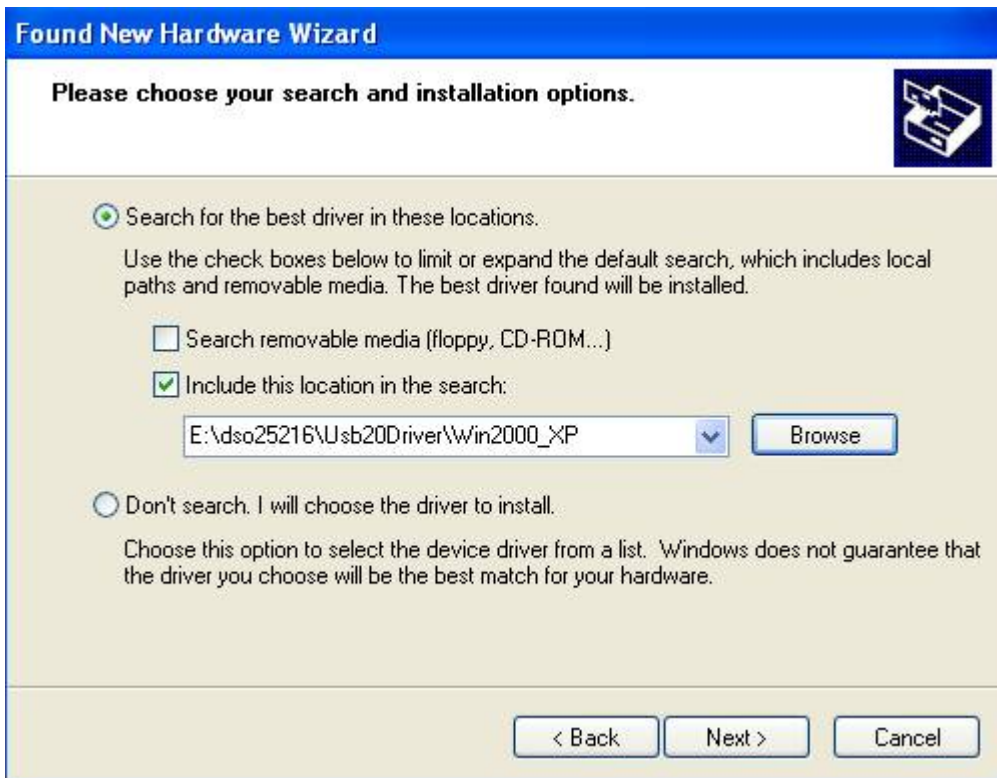 Found New Hardware Wizard
Please choose your search and installation options.
Search for the best driver in these locations.
Use the check boxes below to limit or expand the default search, which includes local
paths and removable media. The best driver found will be installed.
Search removable media (floppy, CD-ROM...)
Include this location in the search:
E:\dso25216\Usb20Driver\Win2000_XP
Browse
Don't search. I will choose the driver to install.
Choose this option to select the device driver from a list. Windows does not guarantee that
the driver you choose will be the best match for your hardware.
< Back Next > Cancel